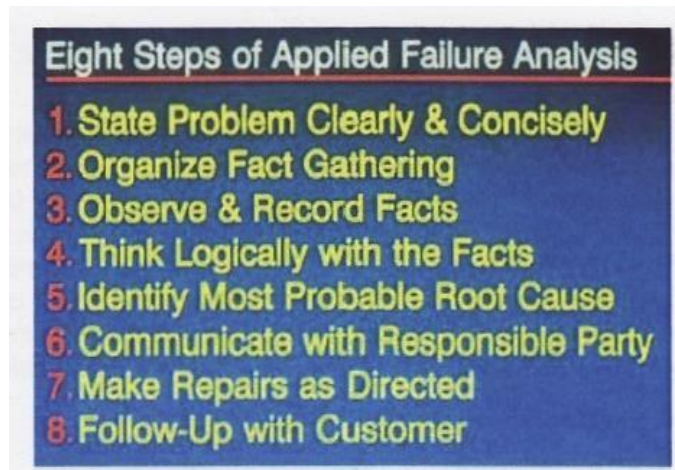 Eight Steps of Applied Failure Analysis
1. State Problem Clearly & Concisely
2. Organize Fact Gathering
3. Observe & Record Facts
4. Think Logically with the Facts
5. Identify Most Probable Root Cause
6. Communicate with Responsible Party
7. Make Repairs as Directed
8. Follow-Up with Customer